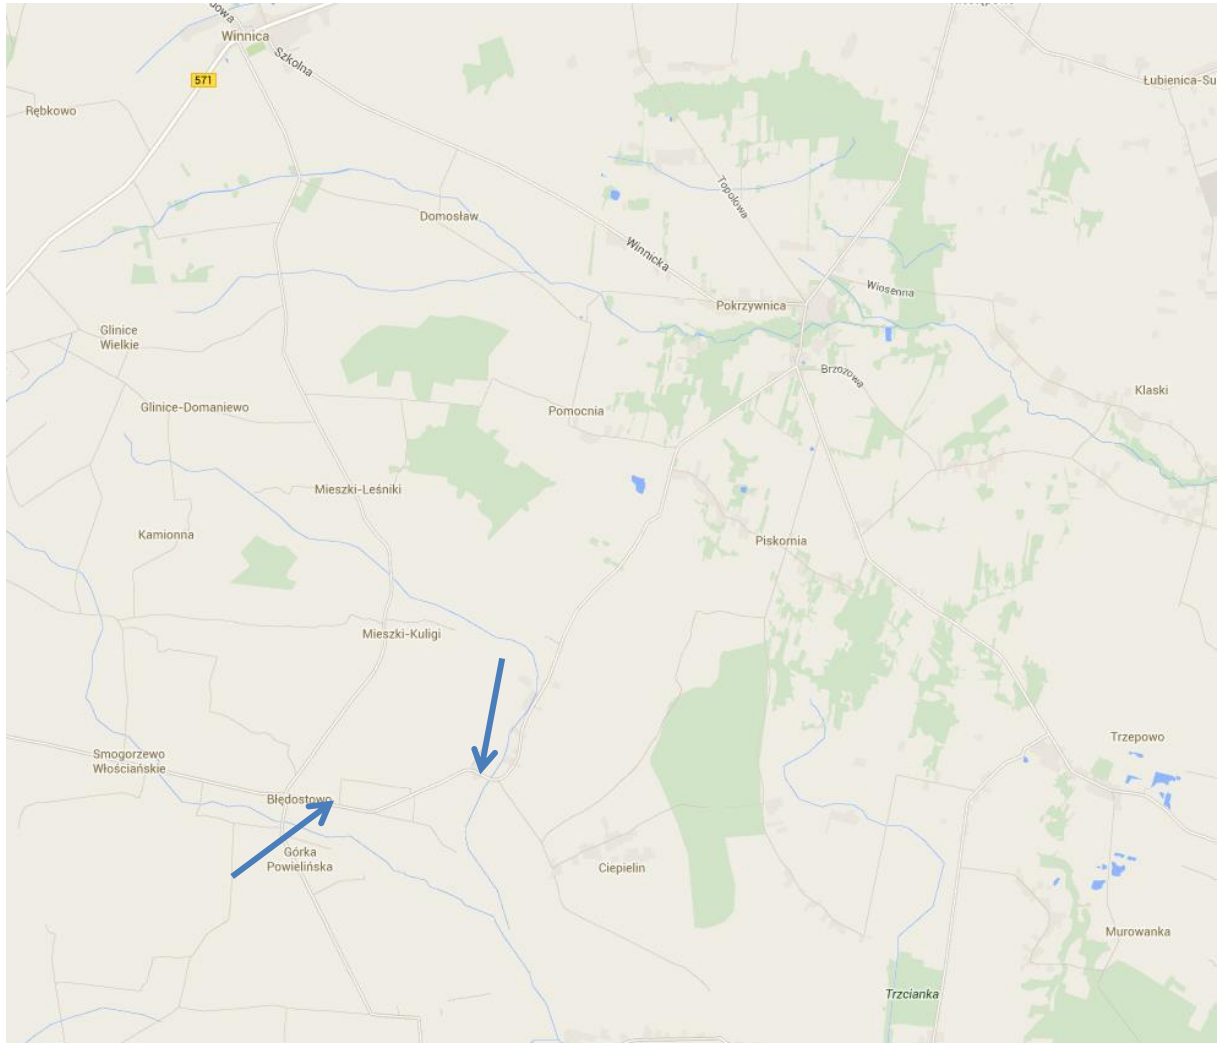 Winnica
Szkolna
571
Łubienica-Su
Rębkowo
Topolowa
Domosław
Winnicka
Wiosenna
Pokrzywnica
Glinice
Wielkie
Brzozowa
Klaski
Glinice-Domaniewo
Pomocnia
Mieszki-Leśniki
Kamionna
Piskornia
Mieszki-Kuligi
Trzepowo
Smogorzewo
Włościańskie
Błędostowo
Górka
Powielińska
Ciepielin
Murowanka
Trzcianka